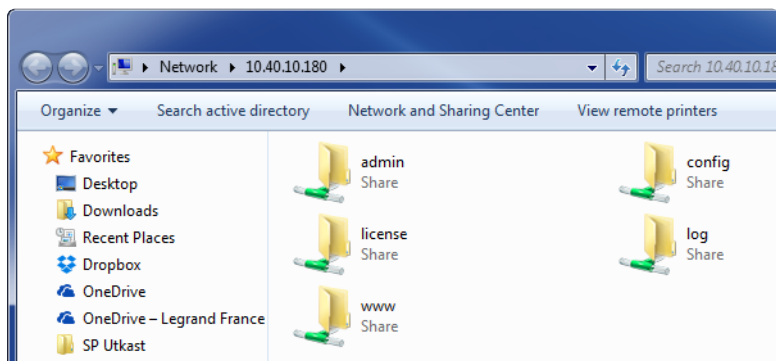 Network 10.40.10.180
Search 10.40.10.18
Organize Search active directory Network and Sharing Center View remote printers
Favorites
Desktop
Downloads
Recent Places
Dropbox
OneDrive
OneDrive – Legrand France
SP Utkast
admin
Share
config
Share
license
Share
log
Share
www
Share